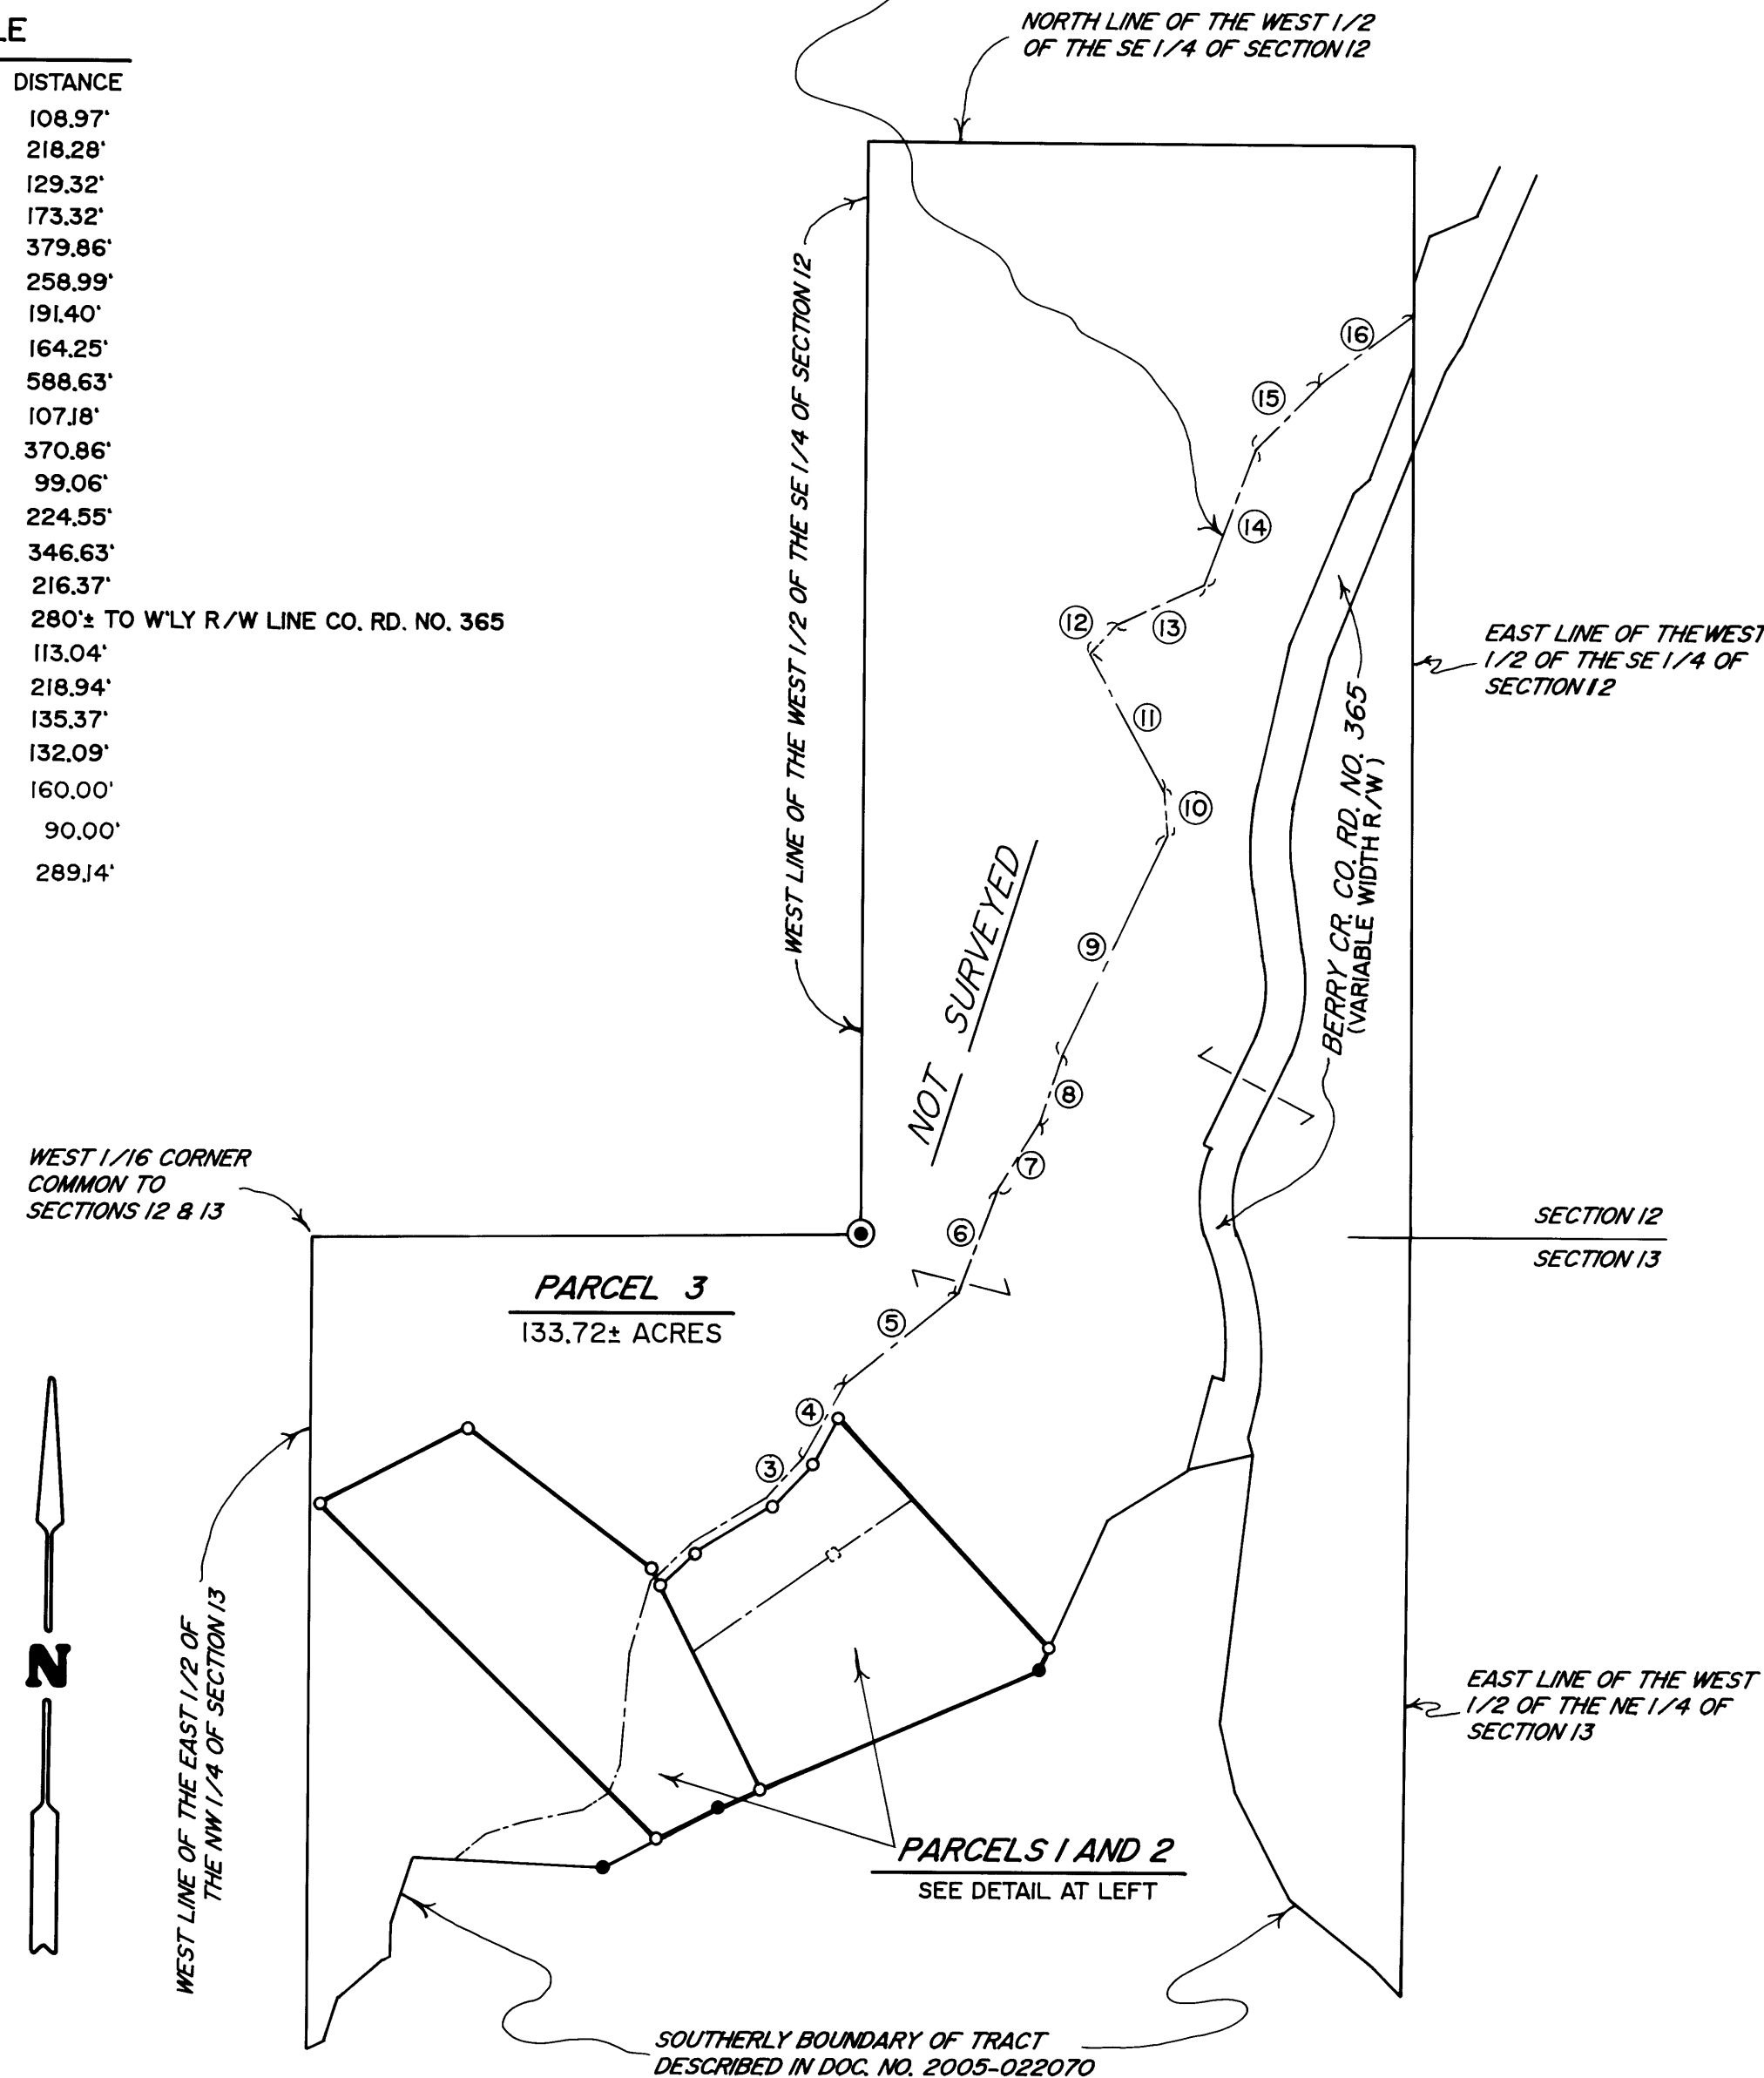 LE
DISTANCE
108.97'
218.28'
129.32'
173.32'
379.86'
258.99'
191.40'
164.25'
588.63'
107.18'
370.86'
99.06'
224.55'
346.63'
216.37'
280'± TO W'LY R/W LINE CO. RD. NO. 365
113.04'
218.94'
135.37'
132.09'
160.00'
90.00'
289.14'
NORTH LINE OF THE WEST 1/2
OF THE SE 1/4 OF SECTION 12
WEST LINE OF THE WEST 1/2 OF THE SE 1/4 OF SECTION 12
16
15
14
12
13
11
10
9
8
7
6
5
4
3
EAST LINE OF THE WEST
1/2 OF THE SE 1/4 OF
SECTION 12
BERRY CR. CO. RD. NO. 365
(VARIABLE WIDTH R/W)
NOT SURVEYED
WEST 1/16 CORNER
COMMON TO
SECTIONS 12 & 13
SECTION 12
SECTION 13
PARCEL 3
133.72± ACRES
N
WEST LINE OF THE EAST 1/2 OF
THE NW 1/4 OF SECTION 13
EAST LINE OF THE WEST
1/2 OF THE NE 1/4 OF
SECTION 13
PARCELS 1 AND 2
SEE DETAIL AT LEFT
SOUTHERLY BOUNDARY OF TRACT
DESCRIBED IN DOC. NO. 2005-022070